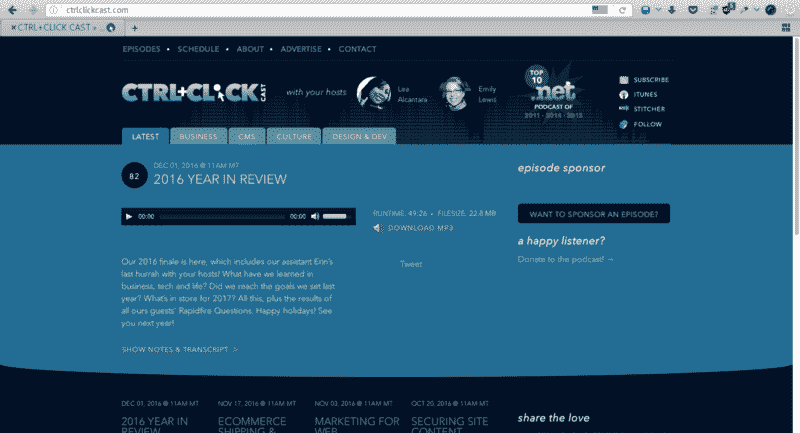 ctrlclickcast.com
CTRL+CLICK CAST
EPISODES • SCHEDULE • ABOUT • ADVERTISE • CONTACT
CTRL+CLICK CAST
with your hosts
Lea
Alcantara
Emily
Lewis
TOP
10
.net
PODCAST OF
2011 - 2014 - 2015
SUBSCRIBE
ITUNES
STITCHER
FOLLOW
LATEST BUSINESS CMS CULTURE DESIGN & DEV
82
DEC 01, 2016 @ 11AM MT
2016 YEAR IN REVIEW
00:00 00:00
RUNTIME: 49:26 • FILESIZE: 22.8 MB
DOWNLOAD MP3
Tweet
Our 2016 finale is here, which includes our assistant Erin's
last hurrah with your hosts! What have we learned in
business, tech and life? Did we reach the goals we set last
year? What's in store for 2017? All this, plus the results of
all ours guests' Rapidfire Questions. Happy holidays! See
you next year!
SHOW NOTES & TRANSCRIPT >
episode sponsor
WANT TO SPONSOR AN EPISODE?
a happy listener?
Donate to the podcast! →
DEC 01, 2016 @ 11AM MT
2016 YEAR IN
REVIEW
NOV 17, 2016 @ 11AM MT
ECOMMERCE
SHIPPING &
NOV 03, 2016 @ 11AM MT
MARKETING FOR
WEB
OCT 20, 2016 @ 11AM MT
SECURING SITE
CONTENT
share the love